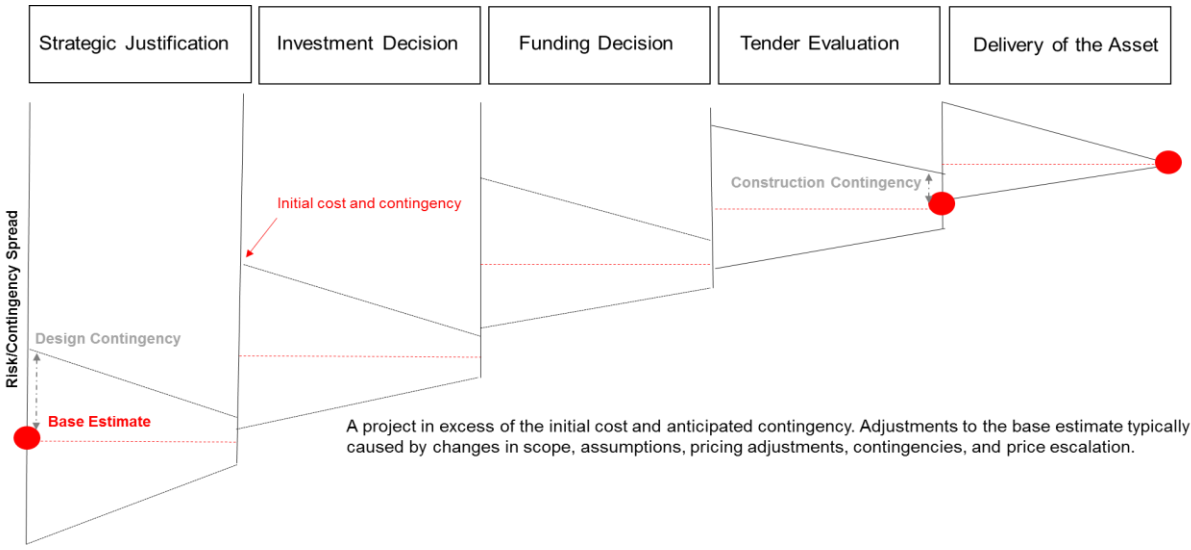 Strategic Justification
Investment Decision
Funding Decision
Tender Evaluation
Delivery of the Asset
Risk/Contingency Spread
Initial cost and contingency
Construction Contingency
Design Contingency
Base Estimate
A project in excess of the initial cost and anticipated contingency. Adjustments to the base estimate typically
caused by changes in scope, assumptions, pricing adjustments, contingencies, and price escalation.